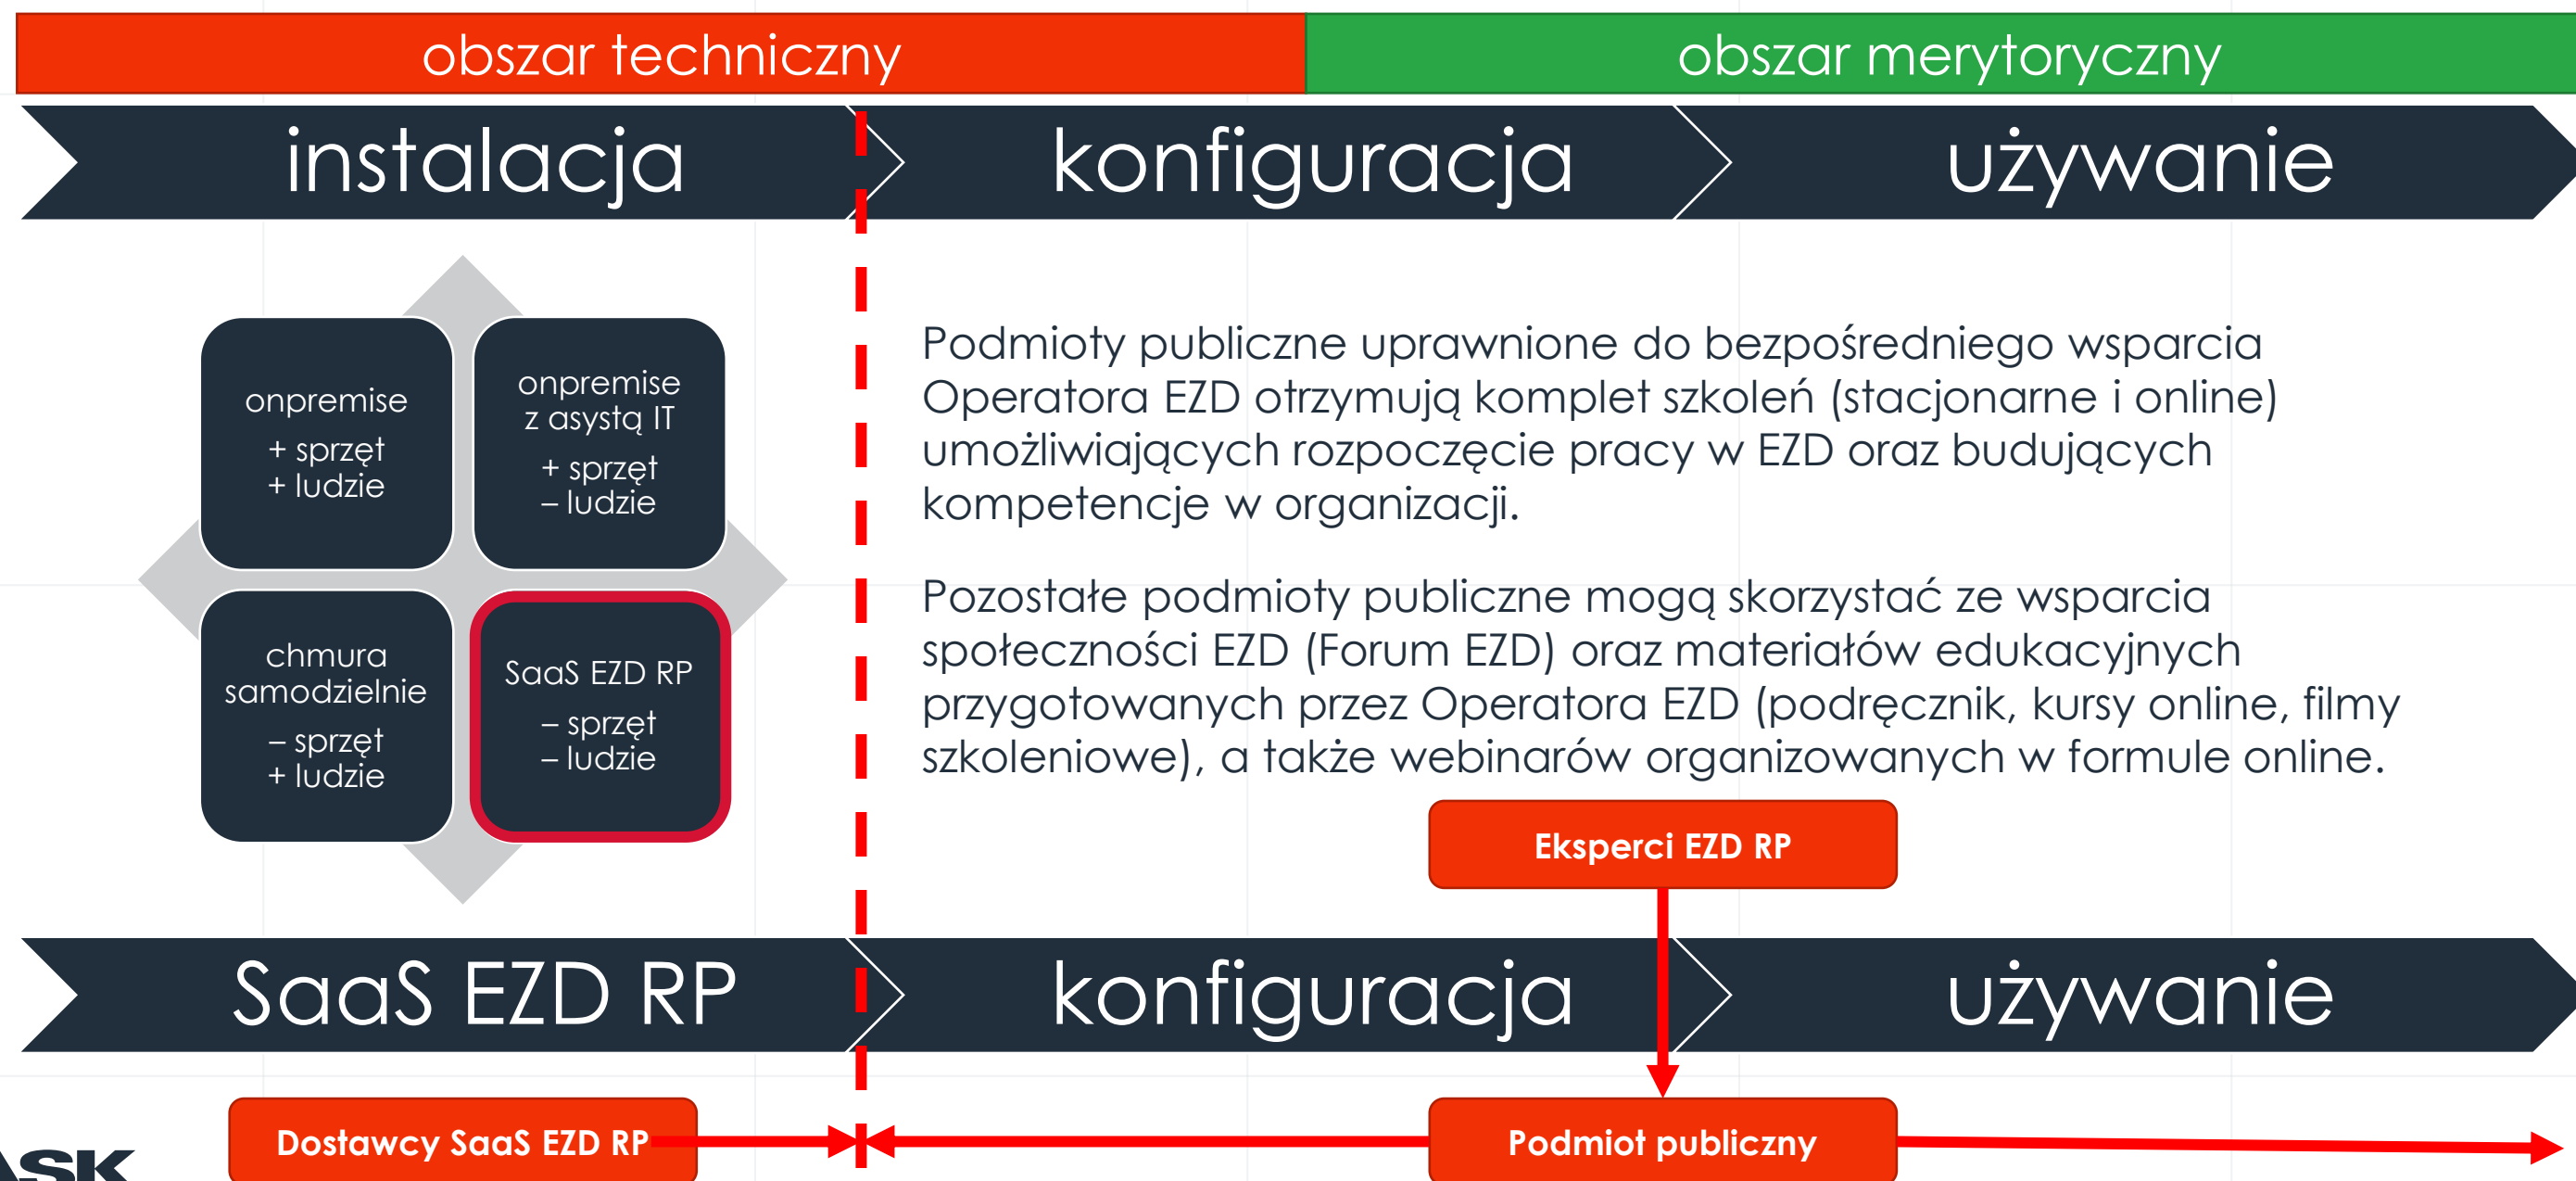 obszar techniczny
obszar merytoryczny
instalacja
konfiguracja
używanie
onpremise
+ sprzęt
+ ludzie
onpremise
z asystą IT
+ sprzęt
– ludzie
chmura
samodzielnie
– sprzęt
+ ludzie
SaaS EZD RP
– sprzęt
– ludzie
Podmioty publiczne uprawnione do bezpośredniego wsparcia
Operatora EZD otrzymują komplet szkoleń (stacjonarne i online)
umożliwiających rozpoczęcie pracy w EZD oraz budujących
kompetencje w organizacji.
Pozostałe podmioty publiczne mogą skorzystać ze wsparcia
społeczności EZD (Forum EZD) oraz materiałów edukacyjnych
przygotowanych przez Operatora EZD (podręcznik, kursy online, filmy
szkoleniowe), a także webinarów organizowanych w formule online.
Eksperci EZD RP
SaaS EZD RP
konfiguracja
używanie
Dostawcy SaaS EZD RP
Podmiot publiczny